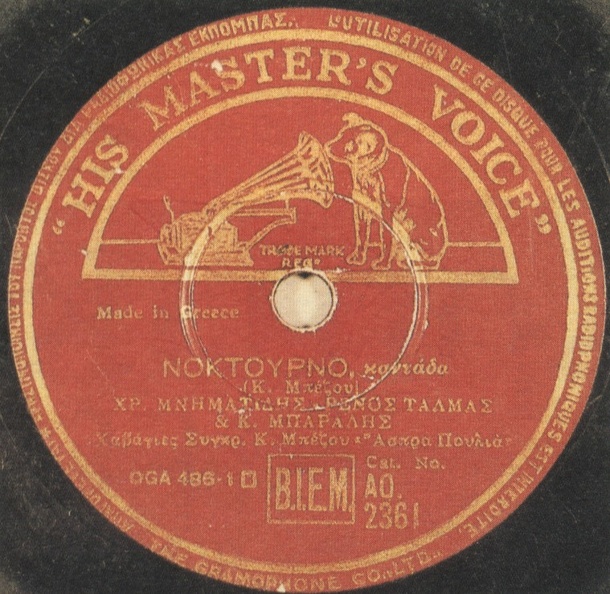 "HIS MASTER'S VOICE"
TRADE MARK
REGD
Made in Greece
ΝΟΚΤΟΥΡΝΟ, καντάδα
(Κ. Μπέζου)
ΧΡ. ΜΝΗΜΑΤΙΔΗΣ - ΡΕΝΟΣ ΤΑΛΜΑΣ
& Κ. ΜΠΑΡΑΛΗΣ
Χαβάγιες Συγκρ. Κ. Μπέζου «Άσπρα Πουλιά»
OGA 486-1
B.I.E.M.
Cat. No.
AO.
2361
ΕΚΠΟΜΠΑΣ.
L'UTILISATION DE CE DISQUE POUR LES AUDITIONS RADIOPHONIQUES EST INTERDITE.
THE GRAMOPHONE CO. LTD.